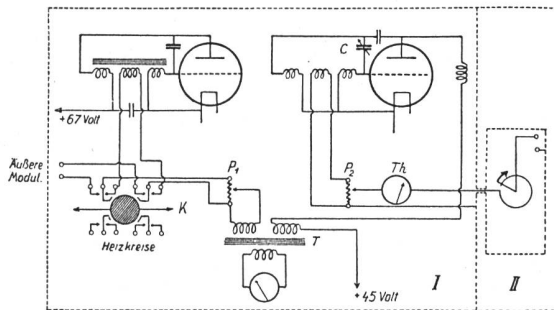 C
+67 Volt
Äußere
Modul.
P1
P2
Th
K
Heizkreise
T
+45 Volt
I
II